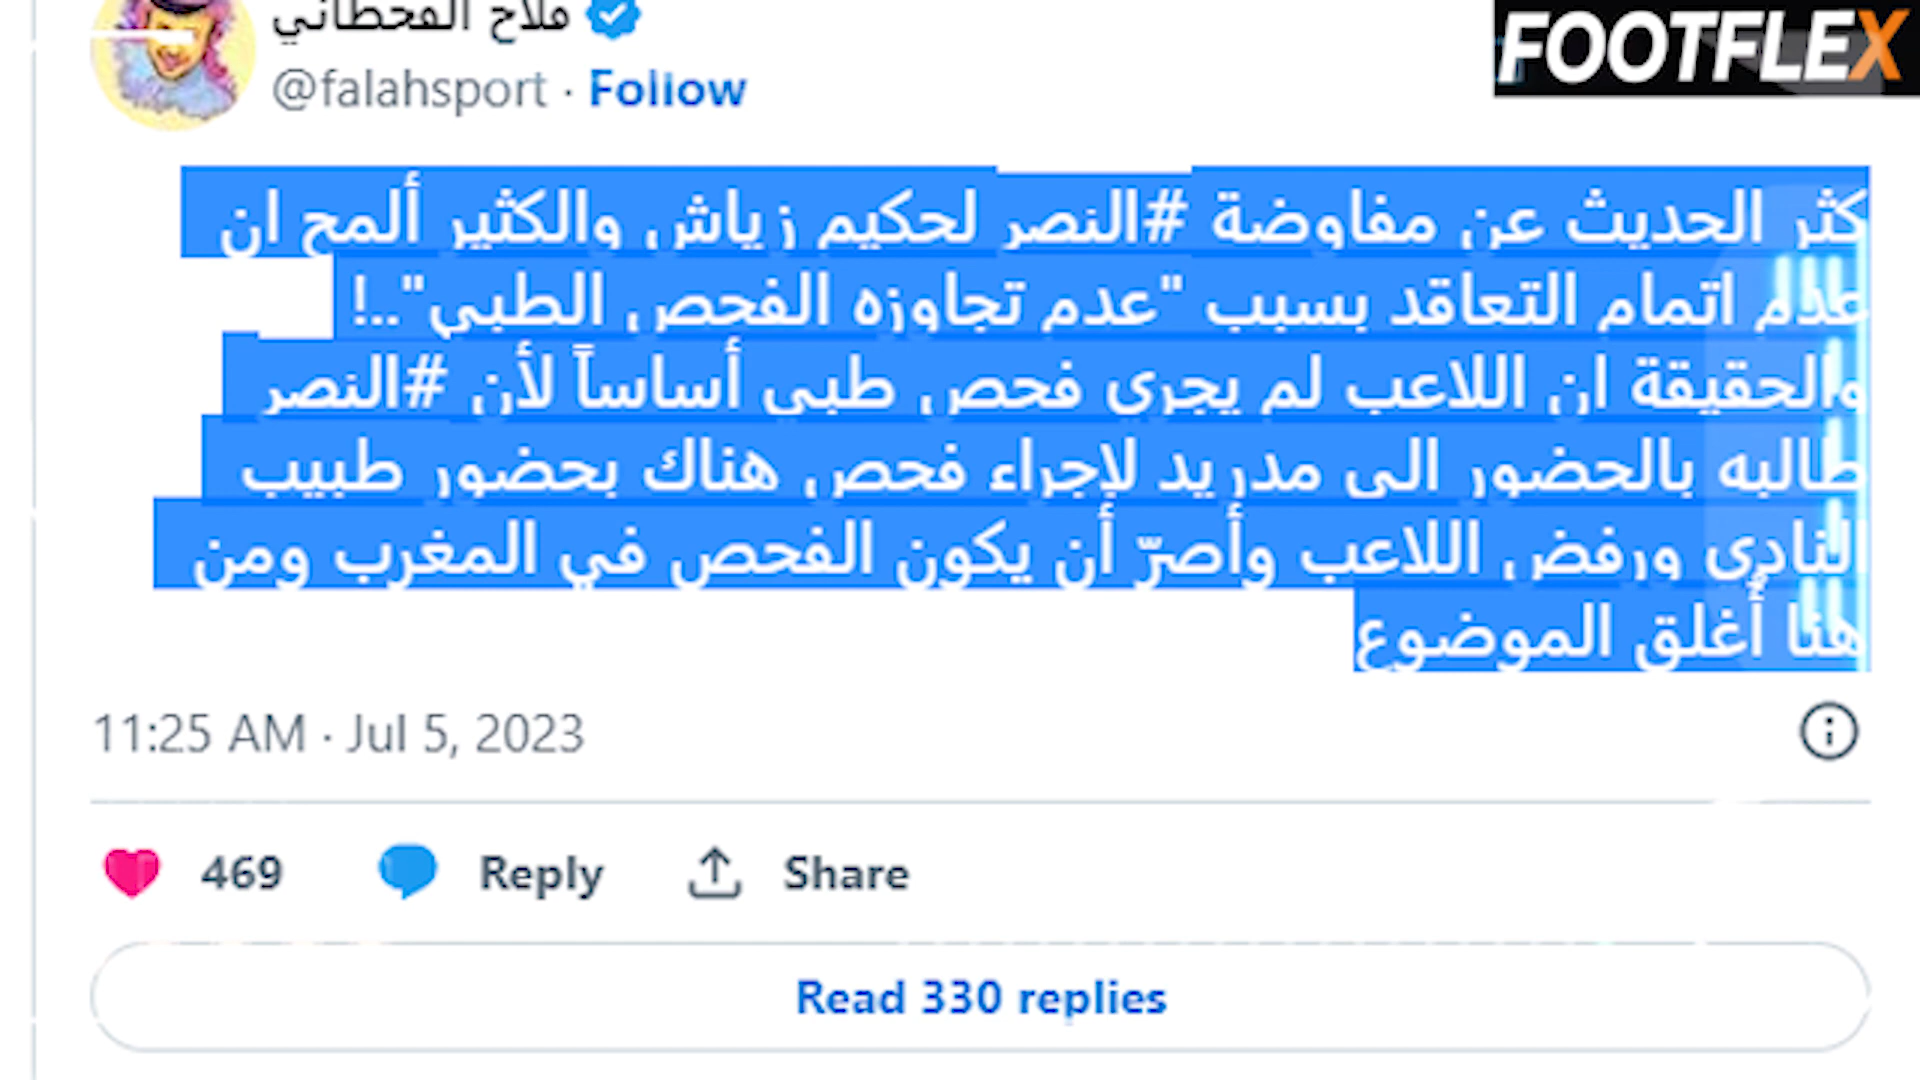 فلاح القحطاني
FOOTFLEX
@falahsport · Follow
كثر الحديث عن مفاوضة #النصر لحكيم زياش والكثير ألمح ان
عدم اتمام التعاقد بسبب "عدم تجاوزه الفحص الطبي"..!
والحقيقة ان اللاعب لم يجري فحص طبي أساساً لأن #النصر
طالبه بالحضور الى مدريد لإجراء فحص هناك بحضور طبيب
النادي ورفض اللاعب وأصرّ أن يكون الفحص في المغرب ومن
هنا أُغلق الموضوع
11:25 AM · Jul 5, 2023
469 Reply Share
Read 330 replies